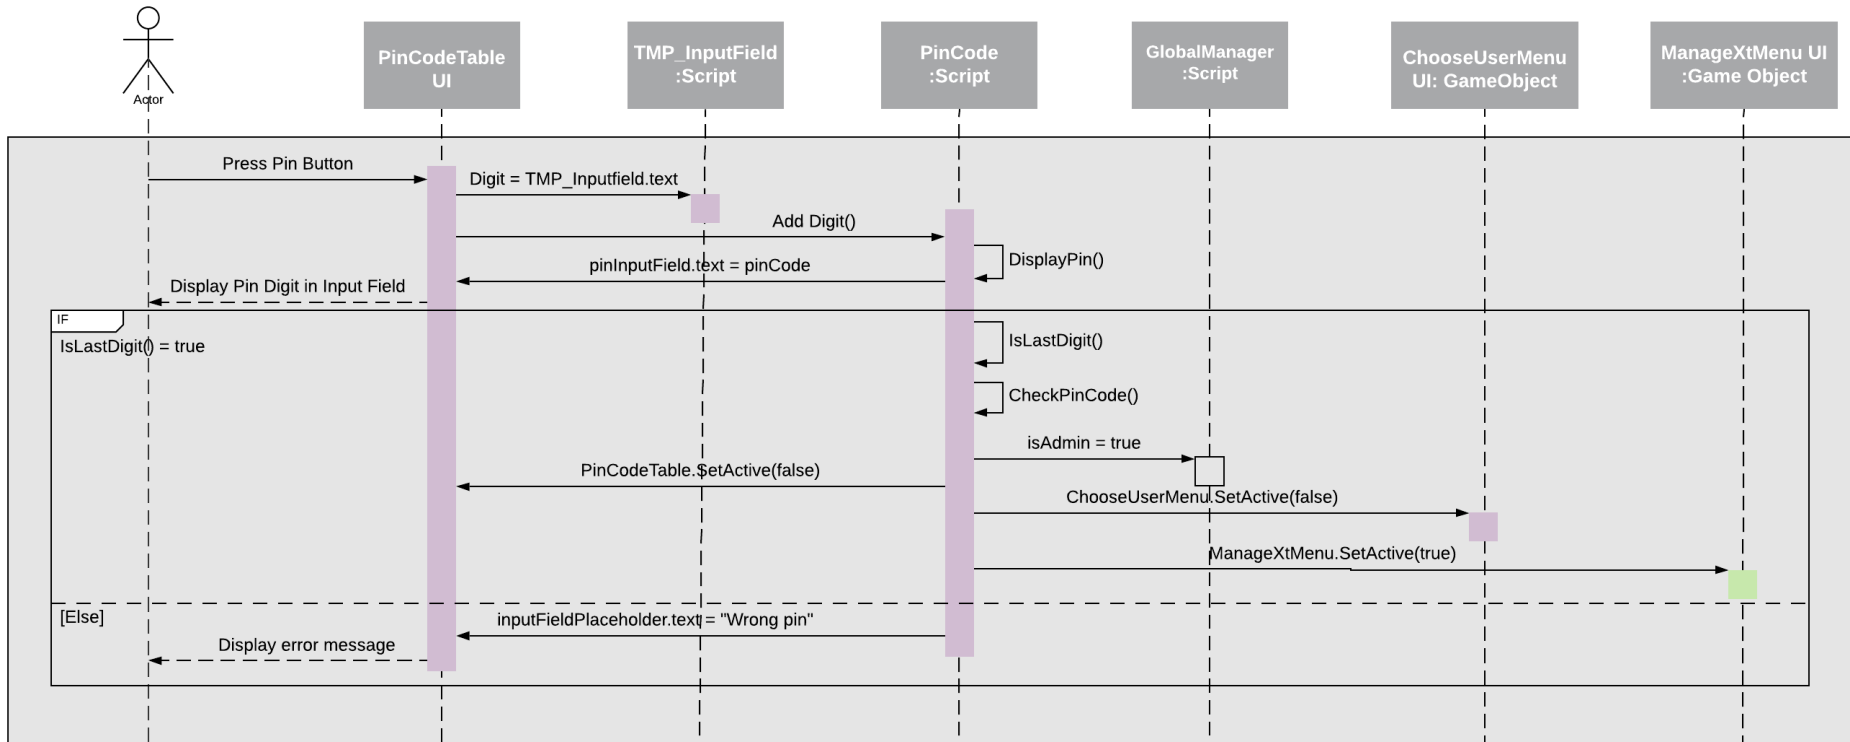 Actor
PinCodeTable
UI
TMP_InputField
:Script
PinCode
:Script
GlobalManager
:Script
ChooseUserMenu
UI: GameObject
ManageXtMenu UI
:Game Object
Press Pin Button
Digit = TMP_Inputfield.text
Add Digit()
DisplayPin()
pinInputField.text = pinCode
Display Pin Digit in Input Field
IF
IsLastDigit() = true
IsLastDigit()
CheckPinCode()
isAdmin = true
PinCodeTable.SetActive(false)
ChooseUserMenu.SetActive(false)
ManageXtMenu.SetActive(true)
[Else]
inputFieldPlaceholder.text = "Wrong pin"
Display error message